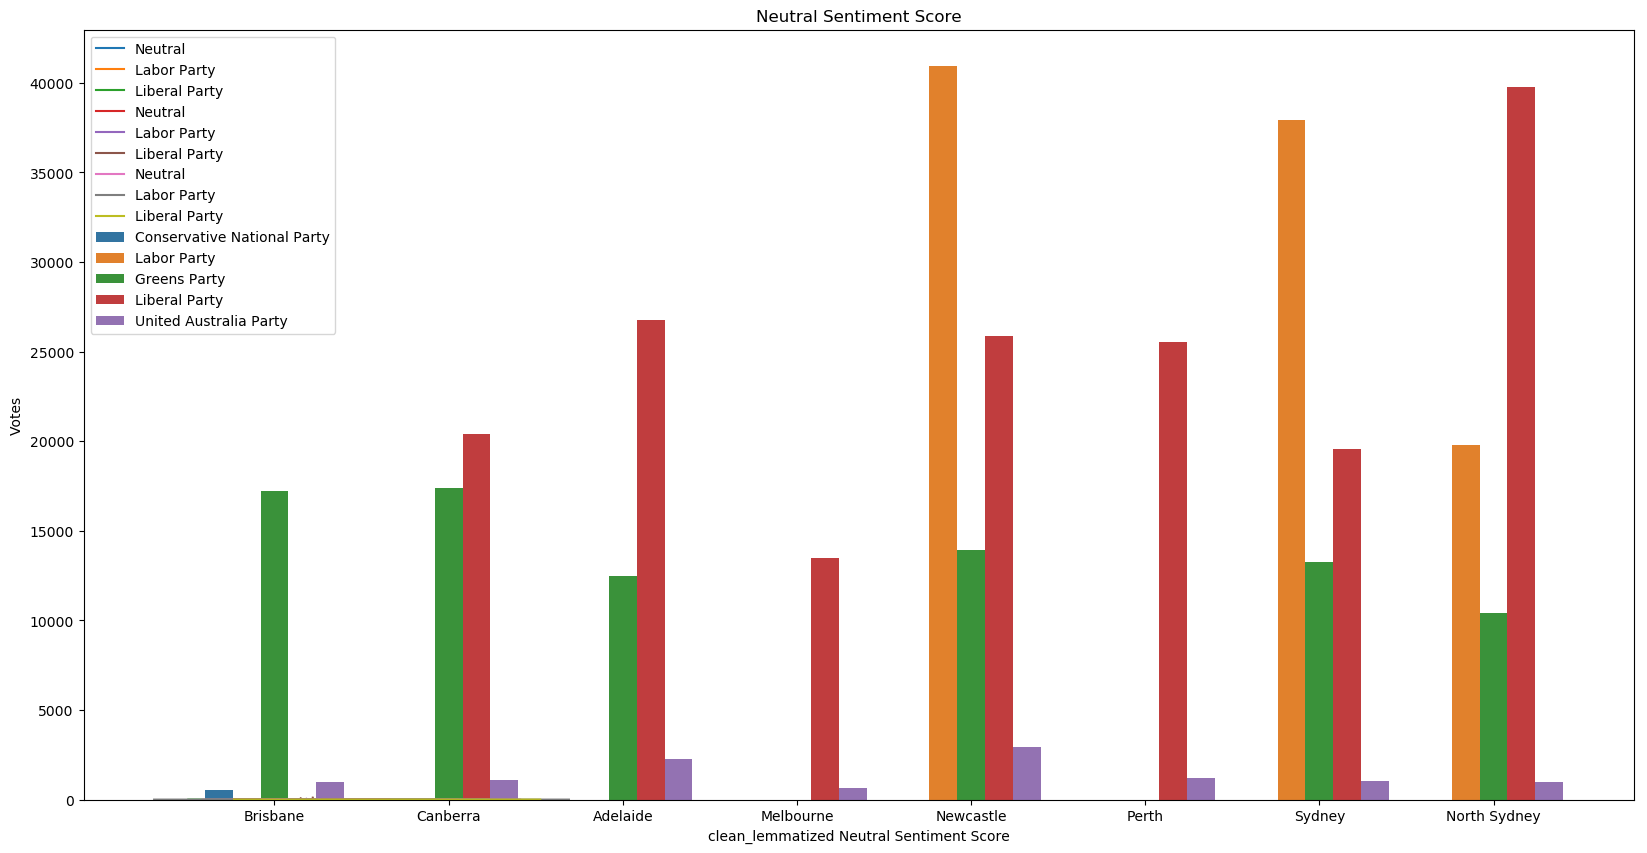 Neutral Sentiment Score
Neutral
Labor Party
Liberal Party
Neutral
Labor Party
Liberal Party
Neutral
Labor Party
Liberal Party
Conservative National Party
Labor Party
Greens Party
Liberal Party
United Australia Party
40000
35000
30000
25000
20000
15000
10000
5000
0
Votes
Brisbane Canberra Adelaide Melbourne Newcastle Perth Sydney North Sydney
clean_lemmatized Neutral Sentiment Score